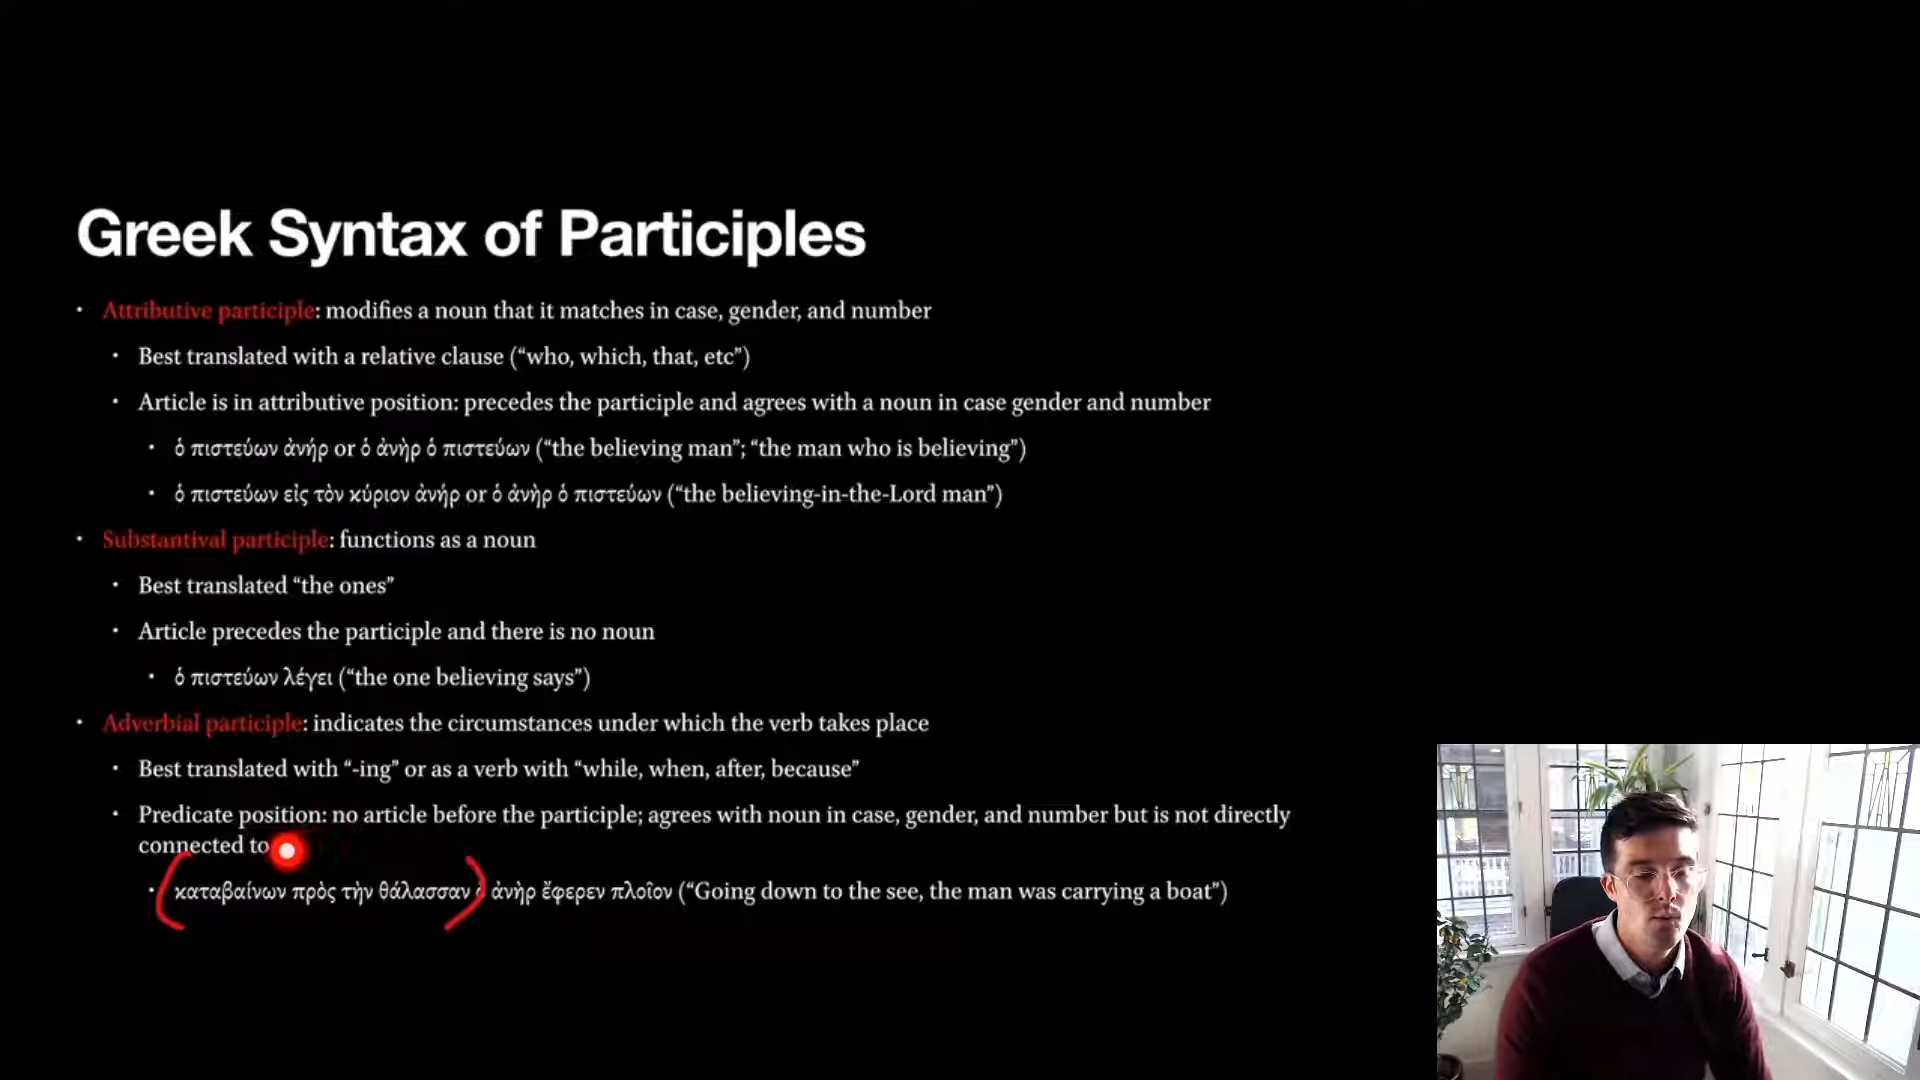 Greek Syntax of Participles
• Attributive participle: modifies a noun that it matches in case, gender, and number
• Best translated with a relative clause (“who, which, that, etc”)
• Article is in attributive position: precedes the participle and agrees with a noun in case gender and number
• ὁ πιστεύων ἀνήρ or ὁ ἀνὴρ ὁ πιστεύων (“the believing man”; “the man who is believing”)
• ὁ πιστεύων εἰς τὸν κύριον ἀνήρ or ὁ ἀνὴρ ὁ πιστεύων (“the believing-in-the-Lord man”)
• Substantival participle: functions as a noun
• Best translated “the ones”
• Article precedes the participle and there is no noun
• ὁ πιστεύων λέγει (“the one believing says”)
• Adverbial participle: indicates the circumstances under which the verb takes place
• Best translated with “-ing” or as a verb with “while, when, after, because”
• Predicate position: no article before the participle; agrees with noun in case, gender, and number but is not directly
connected to
• καταβαίνων πρὸς τὴν θάλασσαν ἀνὴρ ἔφερεν πλοῖον (“Going down to the see, the man was carrying a boat”)